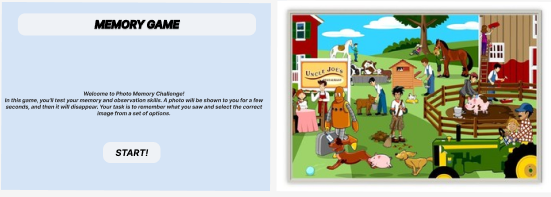 MEMORY GAME
Welcome to Photo Memory Challenge!
In this game, you'll test your memory and observation skills. A photo will be shown to you for a few
seconds, and then it will disappear. Your task is to remember what you saw and select the correct
image from a set of options.
START!
UNCLE JOE'S